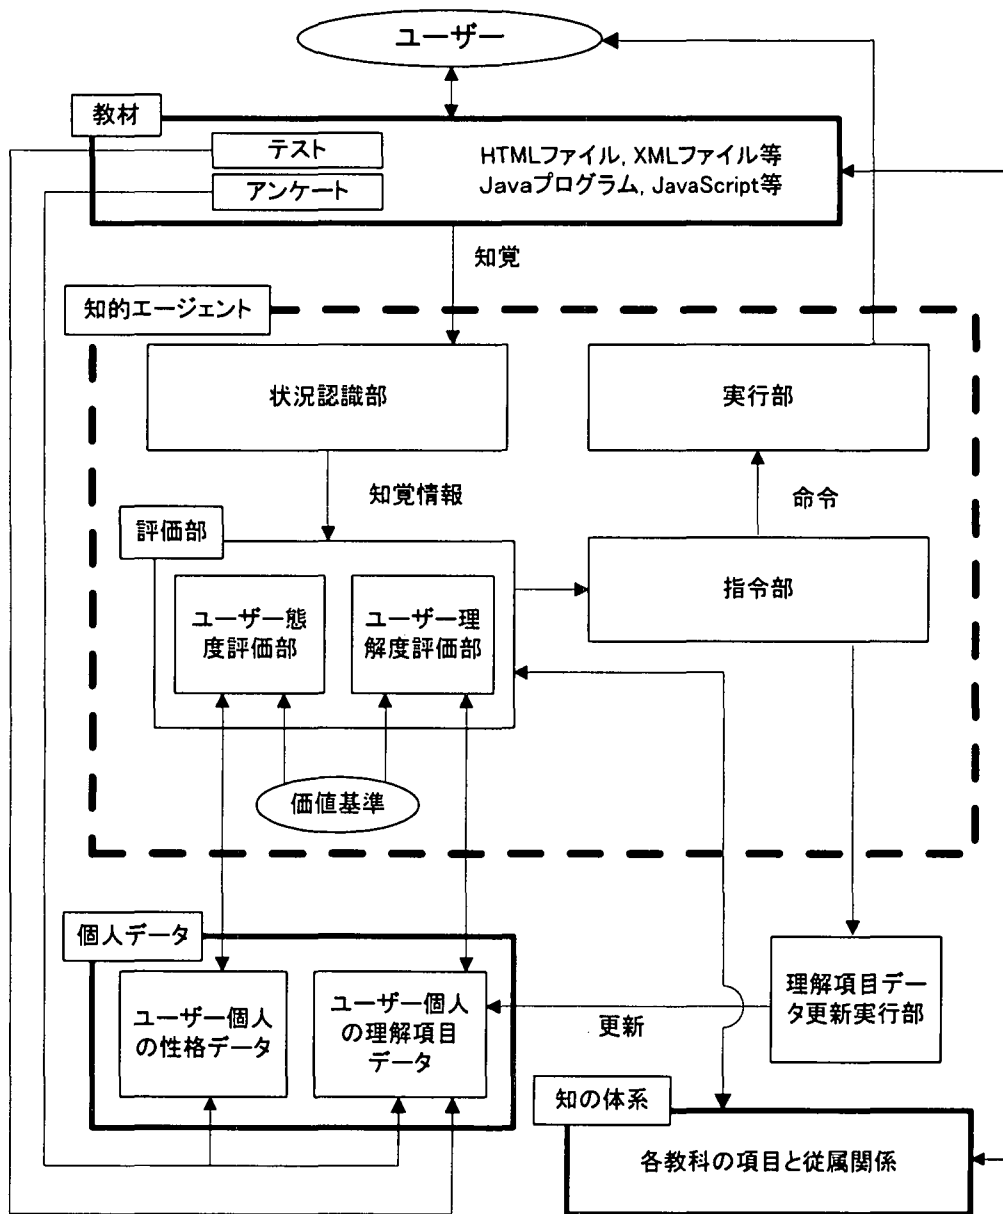 ユーザー
教材
テスト
アンケート
HTMLファイル, XMLファイル等
Javaプログラム, JavaScript等
知覚
知的エージェント
状況認識部
実行部
知覚情報
命令
評価部
ユーザー態
度評価部
ユーザー理
解度評価部
指令部
価値基準
個人データ
ユーザー個人
の性格データ
ユーザー個人
の理解項目
データ
更新
理解項目デー
タ更新実行部
知の体系
各教科の項目と従属関係